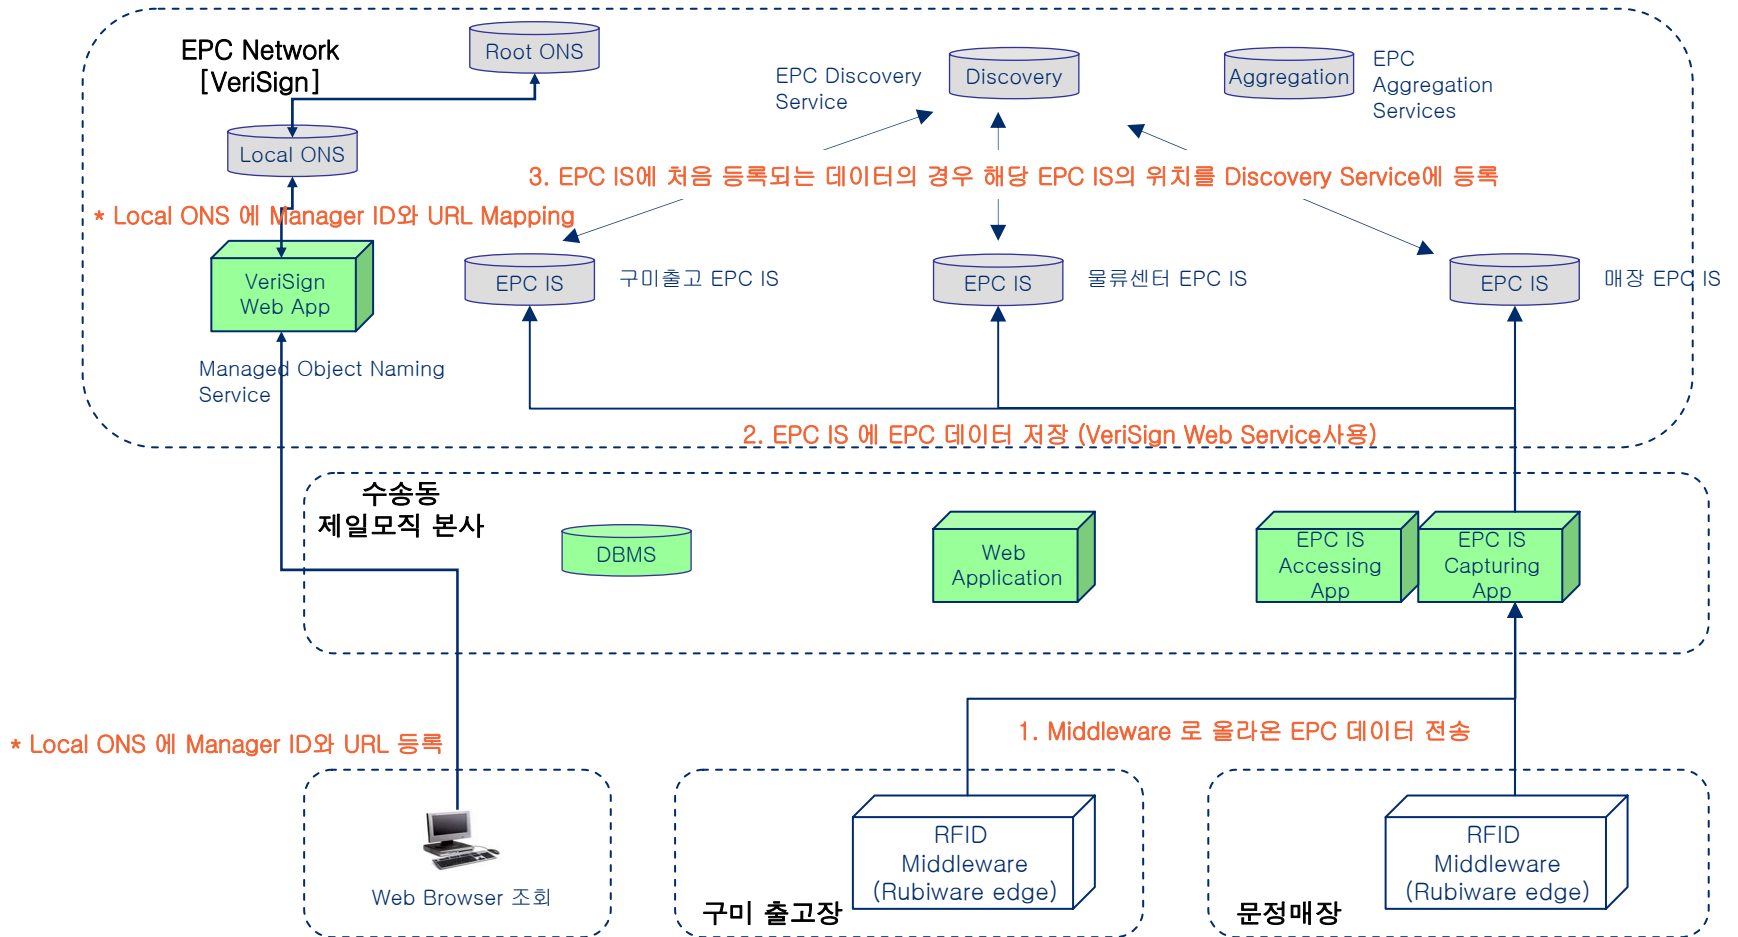 EPC Network
[VeriSign]
Root ONS
EPC Discovery
Service
Discovery
Aggregation
EPC
Aggregation
Services
Local ONS
3. EPC IS에 처음 등록되는 데이터의 경우 해당 EPC IS의 위치를 Discovery Service에 등록
* Local ONS 에 Manager ID와 URL Mapping
VeriSign
Web App
EPC IS
구미출고 EPC IS
EPC IS
물류센터 EPC IS
EPC IS
매장 EPC IS
Managed Object Naming
Service
2. EPC IS 에 EPC 데이터 저장 (VeriSign Web Service사용)
수송동
제일모직 본사
DBMS
Web
Application
EPC IS
Accessing
App
EPC IS
Capturing
App
* Local ONS 에 Manager ID와 URL 등록
1. Middleware 로 올라온 EPC 데이터 전송
Web Browser 조회
RFID
Middleware
(Rubiware edge)
구미 출고장
RFID
Middleware
(Rubiware edge)
문정매장